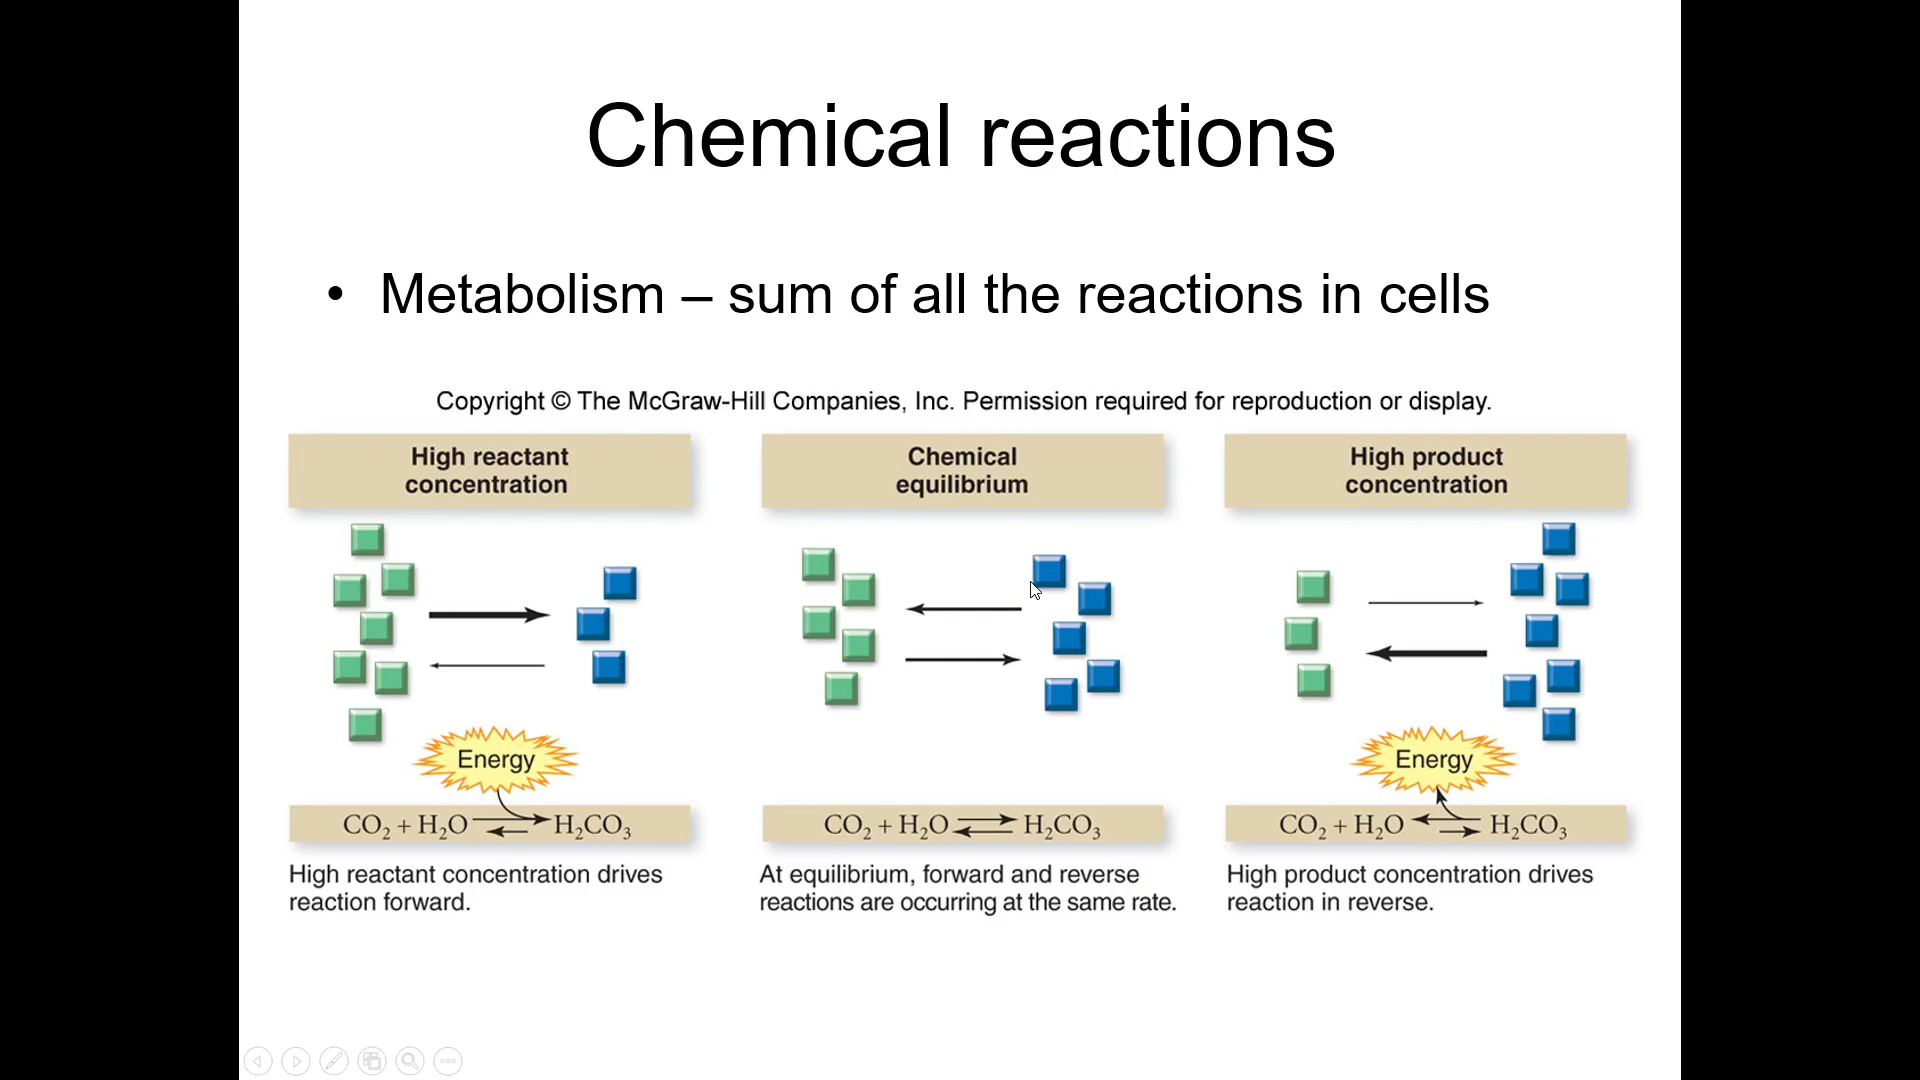 Chemical reactions
• Metabolism – sum of all the reactions in cells
Copyright © The McGraw-Hill Companies, Inc. Permission required for reproduction or display.
High reactant
concentration
Energy
CO₂ + H₂O ⇌ H₂CO₃
High reactant concentration drives
reaction forward.
Chemical
equilibrium
CO₂ + H₂O ⇌ H₂CO₃
At equilibrium, forward and reverse
reactions are occurring at the same rate.
High product
concentration
Energy
CO₂ + H₂O ⇌ H₂CO₃
High product concentration drives
reaction in reverse.